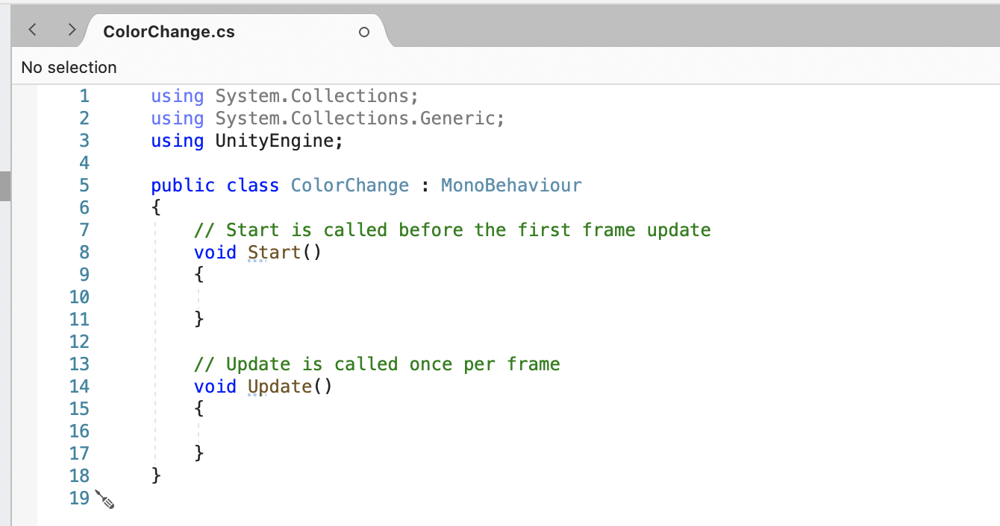 ColorChange.cs
No selection
1 using System.Collections;
2 using System.Collections.Generic;
3 using UnityEngine;
4
5 public class ColorChange : MonoBehaviour
6 {
7     // Start is called before the first frame update
8     void Start()
9     {
10
11     }
12
13     // Update is called once per frame
14     void Update()
15     {
16
17     }
18 }
19